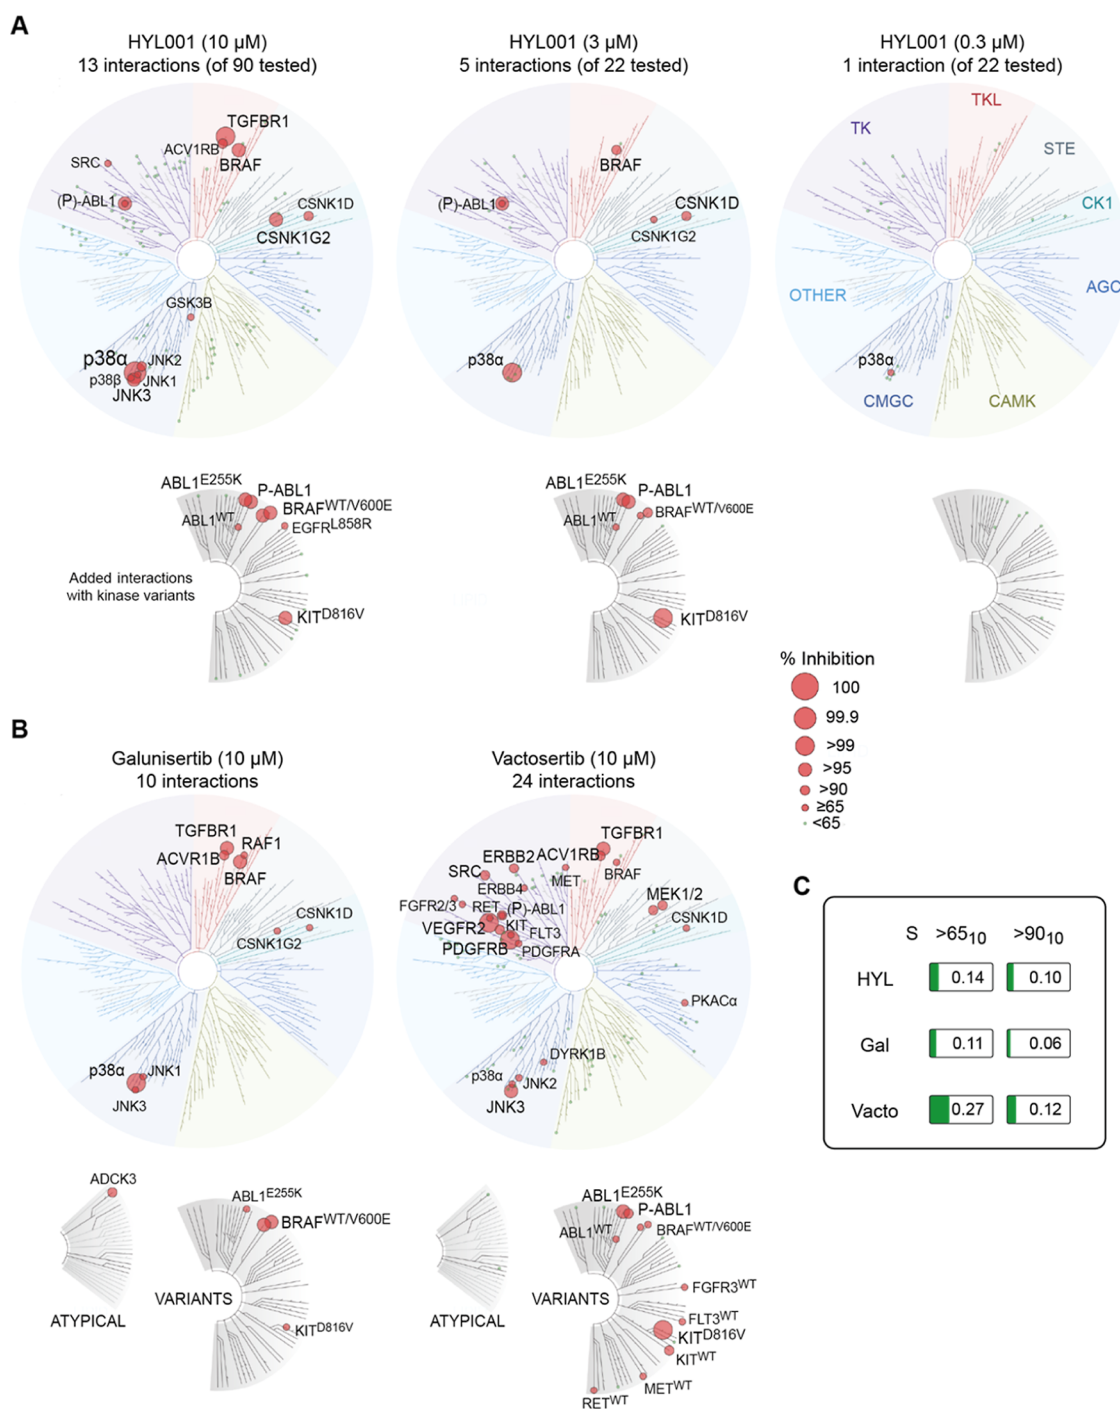 A
HYL001 (10 µM)
13 interactions (of 90 tested)
TGFBR1
ACV1RB
BRAF
SRC
(P)-ABL1
CSNK1D
CSNK1G2
GSK3B
p38α
JNK2
p38β
JNK1
JNK3
HYL001 (3 µM)
5 interactions (of 22 tested)
BRAF
(P)-ABL1
CSNK1D
CSNK1G2
p38α
HYL001 (0.3 µM)
1 interaction (of 22 tested)
TKL
TK
STE
CK1
OTHER
AGC
p38α
CMGC
CAMK
ABL1E255K
P-ABL1
BRAFWT/V600E
ABL1WT
EGFRL858R
Added interactions
with kinase variants
KITD816V
ABL1E255K
P-ABL1
BRAFWT/V600E
ABL1WT
KITD816V
% Inhibition
100
99.9
>99
>95
>90
≥65
<65
B
Galunisertib (10 µM)
10 interactions
TGFBR1
RAF1
ACVR1B
BRAF
CSNK1D
CSNK1G2
p38α
JNK1
JNK3
Vactosertib (10 µM)
24 interactions
TGFBR1
ERBB2
ACV1RB
SRC
MET
BRAF
ERBB4
MEK1/2
FGFR2/3
RET
(P)-ABL1
CSNK1D
VEGFR2
KIT
FLT3
PDGFRB
PDGFRA
PKACα
DYRK1B
p38α
JNK2
JNK3
C
S >6510 >9010
HYL 0.14 0.10
Gal 0.11 0.06
Vacto 0.27 0.12
ADCK3
ATYPICAL
ABL1E255K
BRAFWT/V600E
VARIANTS
KITD816V
ATYPICAL
ABL1E255K
P-ABL1
ABL1WT
BRAFWT/V600E
VARIANTS
FGFR3WT
FLT3WT
KITD816V
KITWT
METWT
RETWT